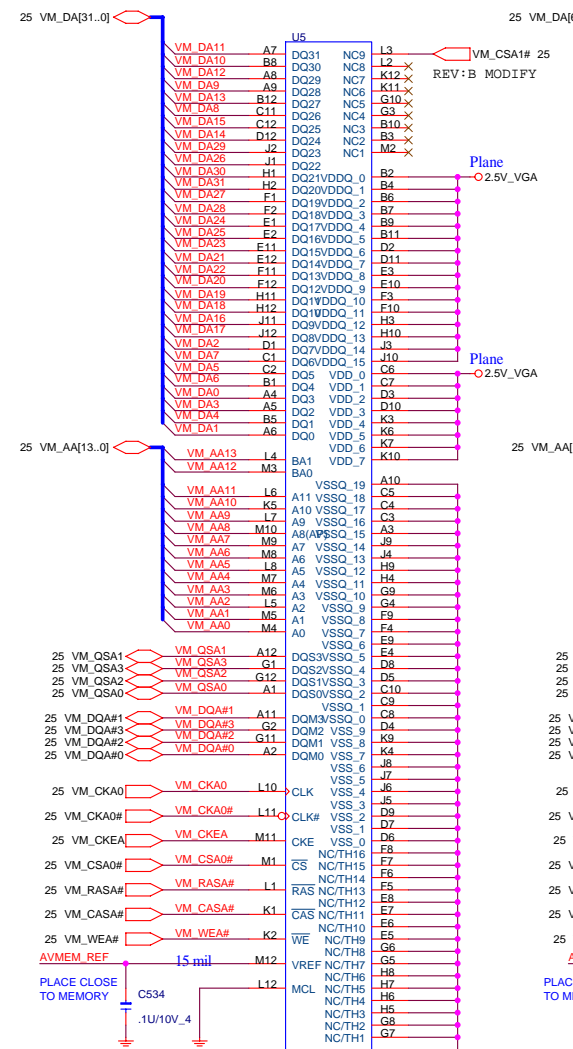 25 VM_DA[31..0]
25 VM_DA[
U5
VM_DA11 A7 DQ31 NC9 L3 VM_CSA1# 25
VM_DA10 B8 DQ30 NC8 L2
VM_DA12 A8 DQ29 NC7 K12 REV:B MODIFY
VM_DA9 A9 DQ28 NC6 K11
VM_DA13 B12 DQ27 NC5 G10
VM_DA8 C11 DQ26 NC4 G3
VM_DA15 C12 DQ25 NC3 B10
VM_DA14 D12 DQ24 NC2 B3
VM_DA29 J2 DQ23 NC1 M2
VM_DA26 J1 DQ22
Plane
VM_DA30 H1 DQ21 VDDQ_0 B2 2.5V_VGA
VM_DA31 H2 DQ20 VDDQ_1 B4
VM_DA27 F1 DQ19 VDDQ_2 B6
VM_DA28 F2 DQ18 VDDQ_3 B7
VM_DA24 E1 DQ17 VDDQ_4 B9
VM_DA25 E2 DQ16 VDDQ_5 B11
VM_DA23 E11 DQ15 VDDQ_6 D2
VM_DA21 E12 DQ14 VDDQ_7 D11
VM_DA22 F11 DQ13 VDDQ_8 E3
VM_DA20 F12 DQ12 VDDQ_9 E10
VM_DA19 H11 DQ11 VDDQ_10 F3
VM_DA18 H12 DQ10 VDDQ_11 F10
VM_DA16 J11 DQ9 VDDQ_12 H3
VM_DA17 J12 DQ8 VDDQ_13 H10
VM_DA2 D1 DQ7 VDDQ_14 J3
VM_DA7 C1 DQ6 VDDQ_15 J10
Plane
VM_DA5 C2 DQ5 VDD_0 C6 2.5V_VGA
VM_DA6 B1 DQ4 VDD_1 C7
VM_DA0 A4 DQ3 VDD_2 D3
VM_DA3 A5 DQ2 VDD_3 D10
VM_DA4 B5 DQ1 VDD_4 K3
VM_DA1 A6 DQ0 VDD_5 K6
VDD_6 K7
VDD_7 K10
25 VM_AA[13..0]
25 VM_AA[
VM_AA13 L4 BA1
VM_AA12 M3 BA0
VSSQ_19 A10
VM_AA11 L6 A11 VSSQ_18 C5
VM_AA10 K5 A10 VSSQ_17 C4
VM_AA9 L7 A9 VSSQ_16 C3
VM_AA8 M10 A8(AP) VSSQ_15 A3
VM_AA7 M9 A7 VSSQ_14 J9
VM_AA6 M8 A6 VSSQ_13 J4
VM_AA5 L8 A5 VSSQ_12 H9
VM_AA4 M7 A4 VSSQ_11 H4
VM_AA3 M6 A3 VSSQ_10 G9
VM_AA2 L5 A2 VSSQ_9 G4
VM_AA1 M5 A1 VSSQ_8 F9
VM_AA0 M4 A0 VSSQ_7 F4
VSSQ_6 E9
25 VM_QSA1 VM_QSA1 A12 DQS3 VSSQ_5 E4 25
25 VM_QSA3 VM_QSA3 G1 DQS2 VSSQ_4 D8 25
25 VM_QSA2 VM_QSA2 G12 DQS1 VSSQ_3 D5 25
25 VM_QSA0 VM_QSA0 A1 DQS0 VSSQ_2 C10 25
VSSQ_1 C9
25 VM_DQA#1 VM_DQA#1 A11 DQM3 VSSQ_0 C8 25 V
25 VM_DQA#3 VM_DQA#3 G2 DQM2 VSS_9 D4 25 V
25 VM_DQA#2 VM_DQA#2 G11 DQM1 VSS_8 K9 25 V
25 VM_DQA#0 VM_DQA#0 A2 DQM0 VSS_7 K4 25 V
VSS_6 J8
VSS_5 J7
25 VM_CKA0 VM_CKA0 L10 CLK VSS_4 J6 25
VSS_3 J5
25 VM_CKA0# VM_CKA0# L11 CLK# VSS_2 D9 25 V
VSS_1 D7
25 VM_CKEA VM_CKEA M11 CKE VSS_0 D6 25
NC/TH16 F8
25 VM_CSA0# VM_CSA0# M1 CS NC/TH15 F7 25 V
NC/TH14 F6
25 VM_RASA# VM_RASA# L1 RAS NC/TH13 F5 25 V
NC/TH12 E8
25 VM_CASA# VM_CASA# K1 CAS NC/TH11 E7 25 V
NC/TH10 E6
25 VM_WEA# VM_WEA# K2 WE NC/TH9 E5 25
NC/TH8 G6
AVMEM_REF 15 mil M12 VREF NC/TH7 G5 A
NC/TH6 H8
PLACE CLOSE L12 MCL NC/TH5 H7 PLAC
TO MEMORY C534 NC/TH4 H6 TO M
NC/TH3 H5
.1U/10V_4 NC/TH2 G8
NC/TH1 G7